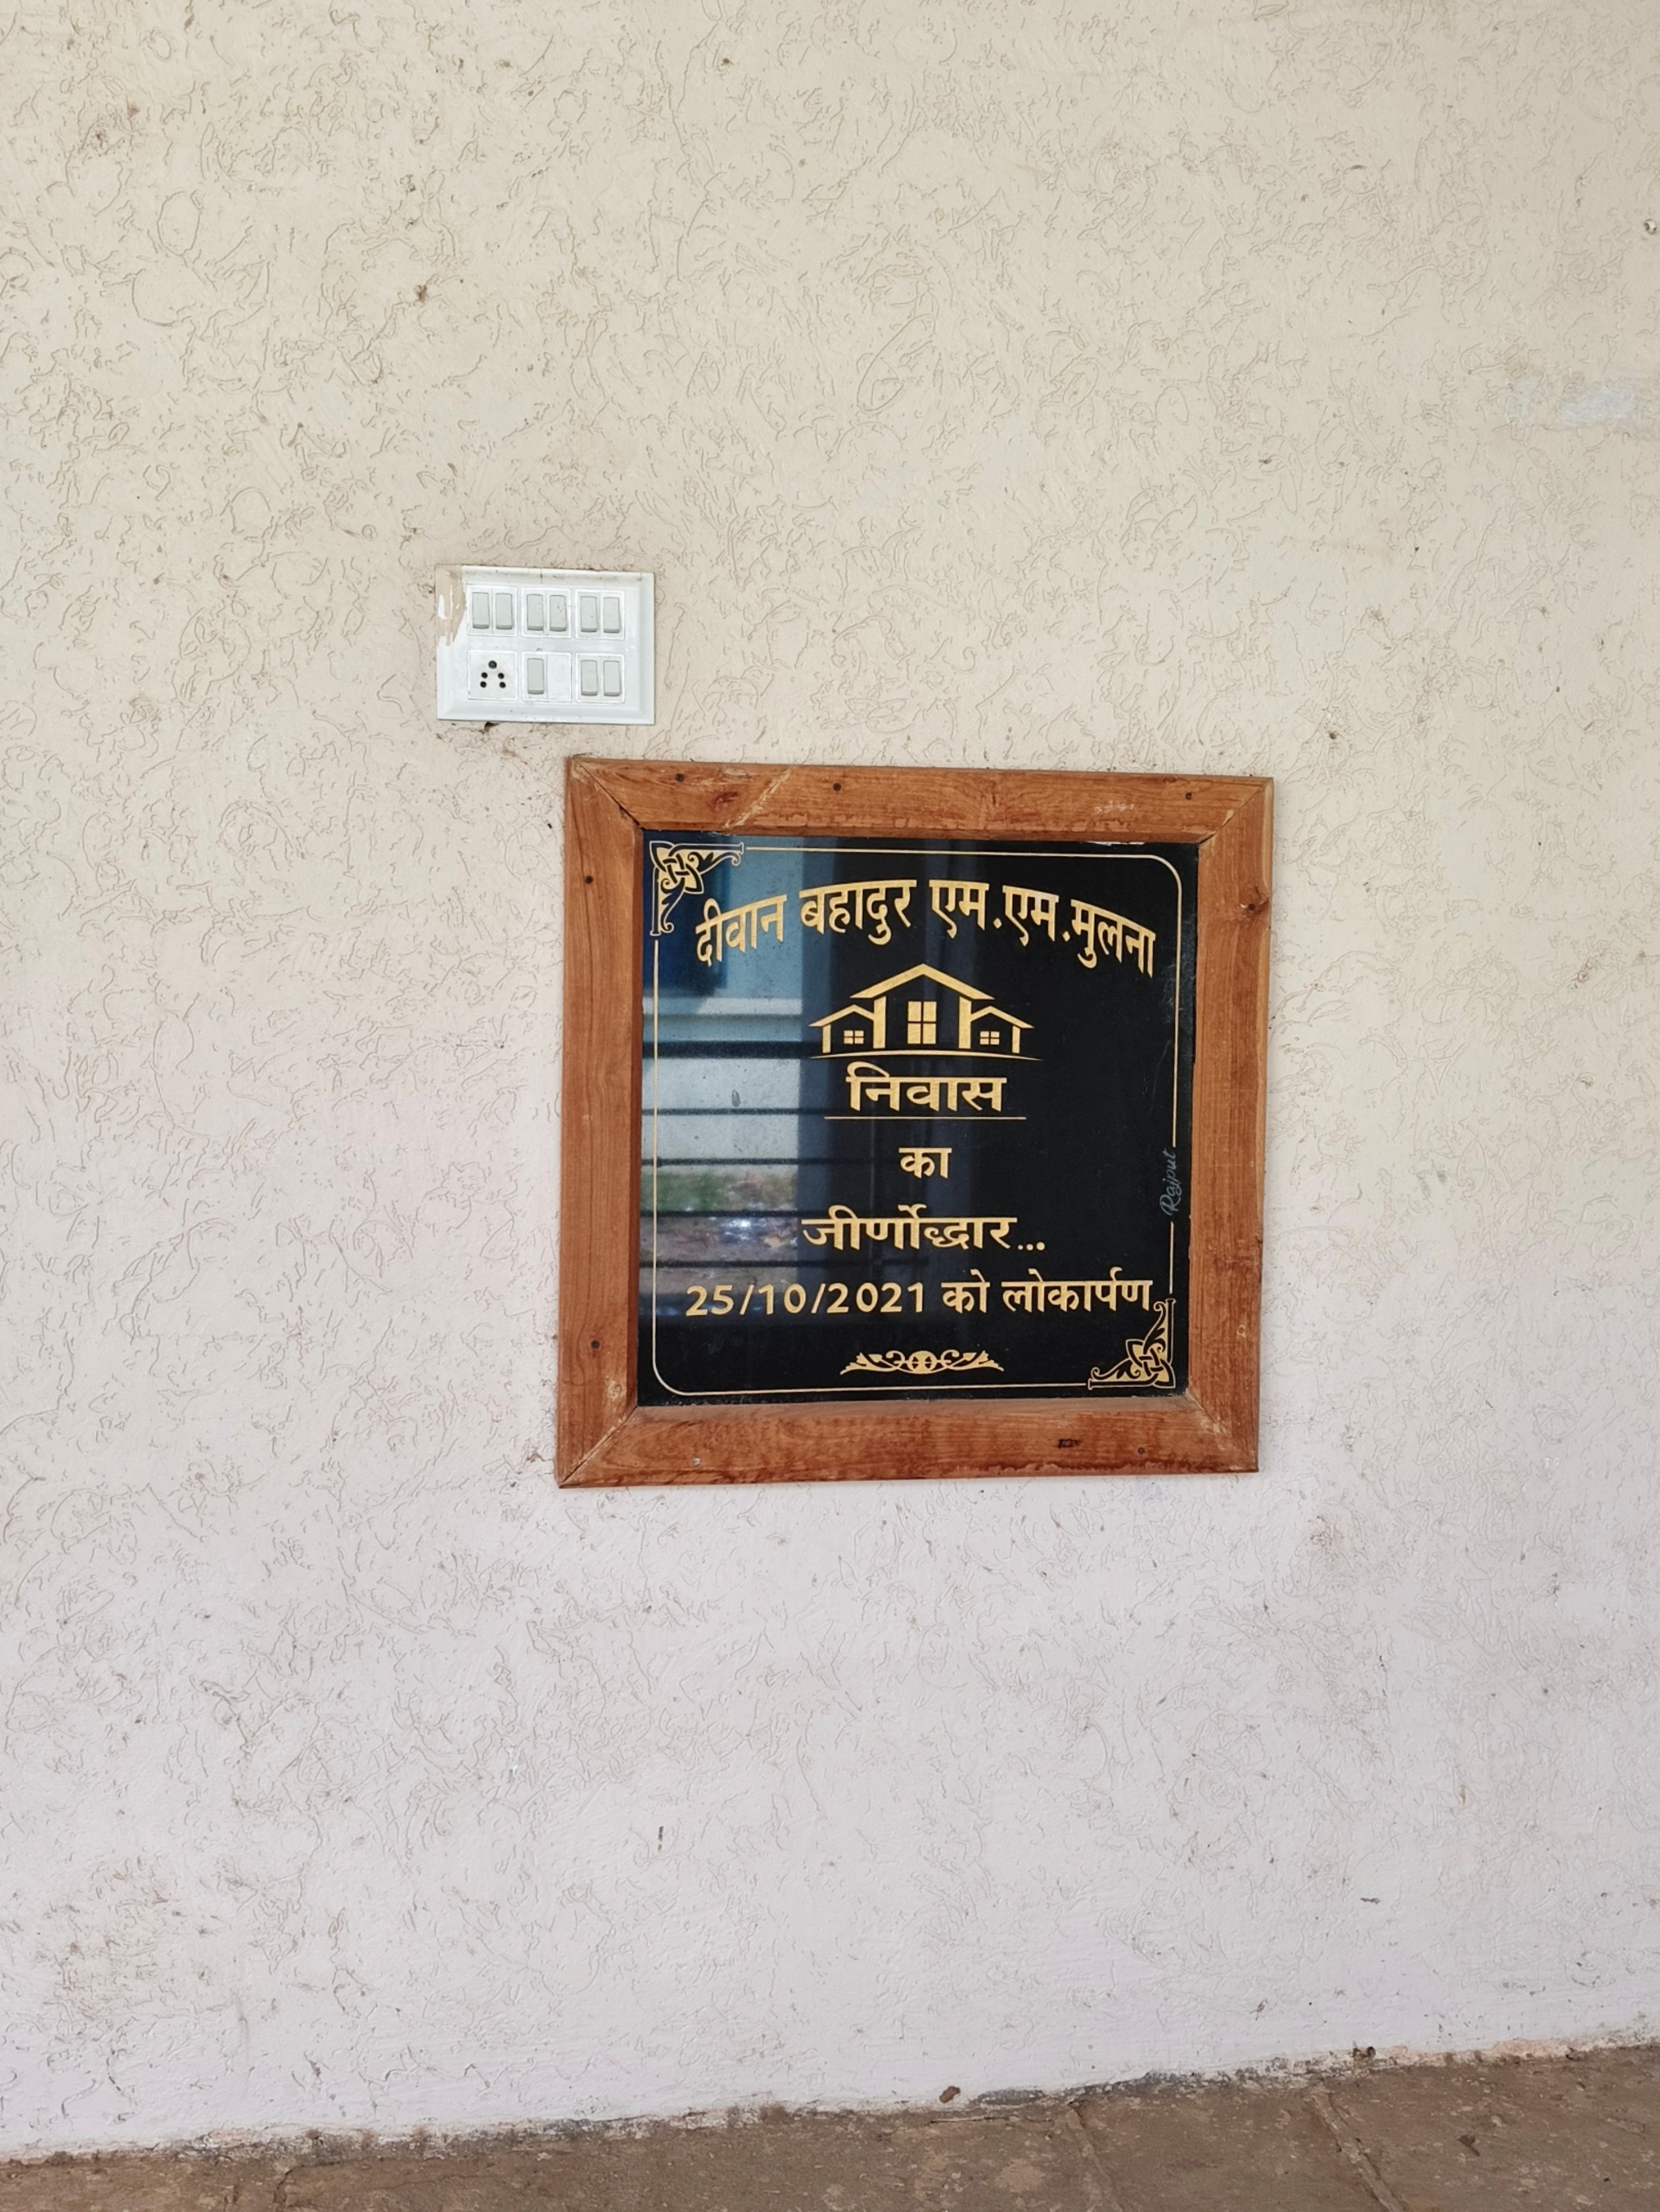 दीवान बहादुर एम.एम.मुलना
निवास
का
जीर्णोद्धार...
25/10/2021 को लोकार्पण
Rajput